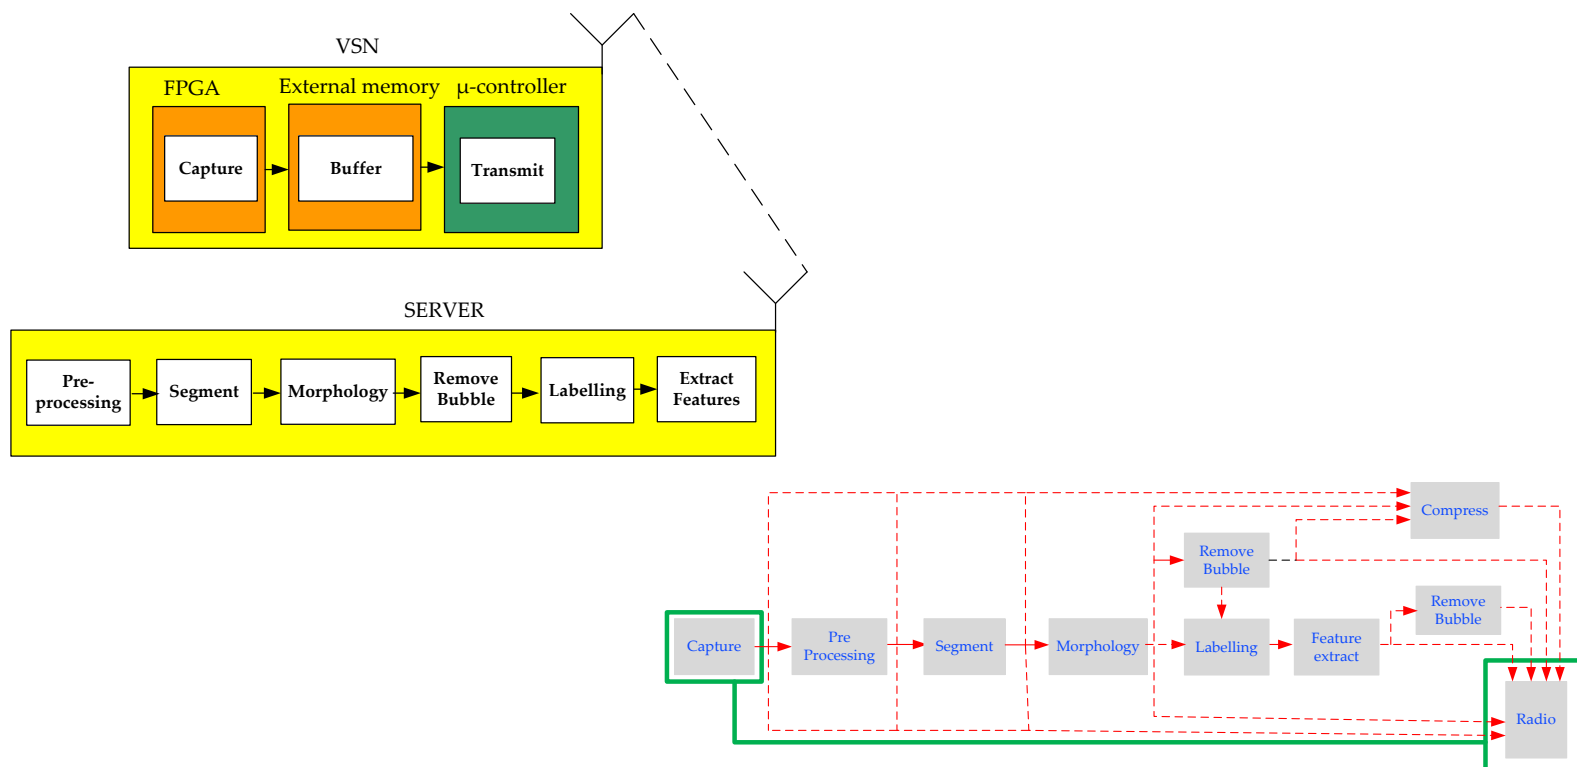 VSN
FPGA
External memory
μ-controller
Capture
Buffer
Transmit
SERVER
Pre-
processing
Segment
Morphology
Remove
Bubble
Labelling
Extract
Features
Compress
Remove
Bubble
Remove
Bubble
Capture
Pre
Processing
Segment
Morphology
Labelling
Feature
extract
Radio